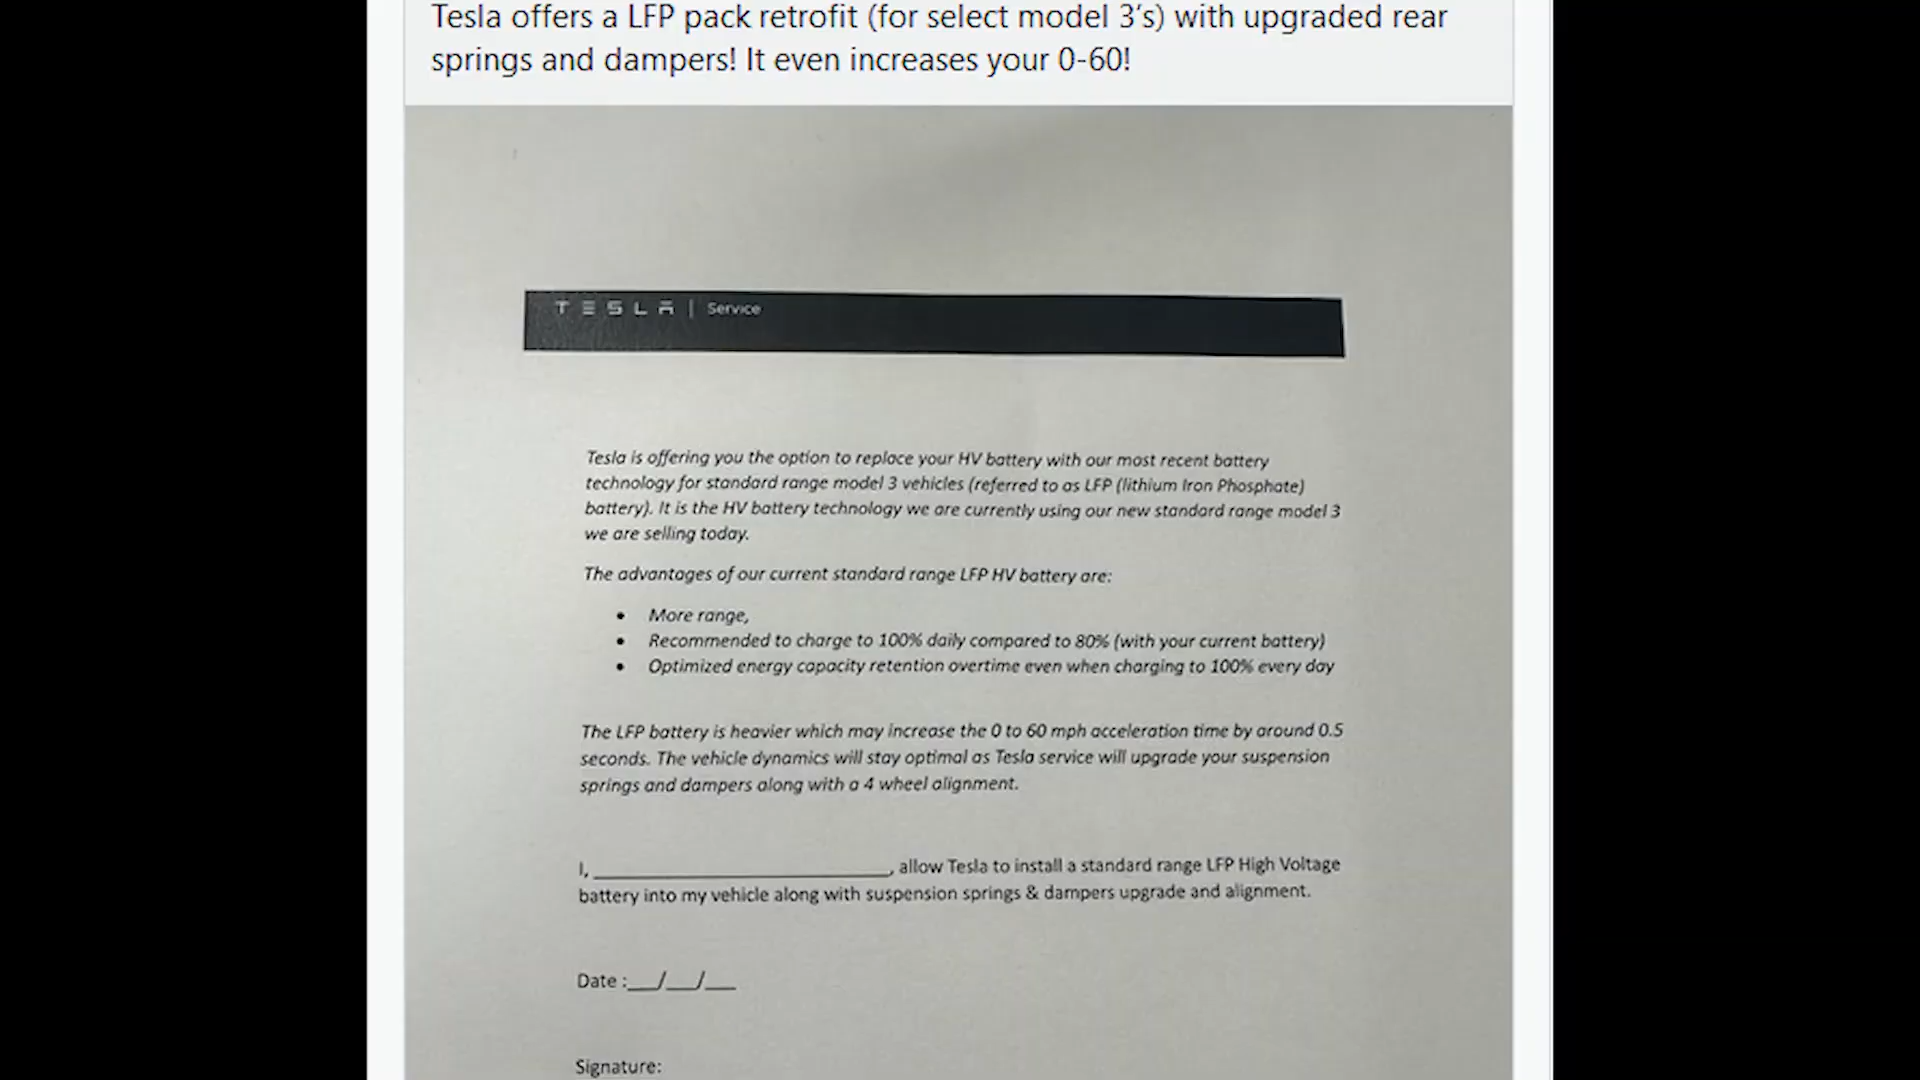 Tesla offers a LFP pack retrofit (for select model 3's) with upgraded rear
springs and dampers! It even increases your 0-60!
TESLA | Service
Tesla is offering you the option to replace your HV battery with our most recent battery
technology for standard range model 3 vehicles (referred to as LFP (lithium Iron Phosphate)
battery). It is the HV battery technology we are currently using our new standard range model 3
we are selling today.
The advantages of our current standard range LFP HV battery are:
• More range,
• Recommended to charge to 100% daily compared to 80% (with your current battery)
• Optimized energy capacity retention overtime even when charging to 100% every day
The LFP battery is heavier which may increase the 0 to 60 mph acceleration time by around 0.5
seconds. The vehicle dynamics will stay optimal as Tesla service will upgrade your suspension
springs and dampers along with a 4 wheel alignment.
I, ______________________________, allow Tesla to install a standard range LFP High Voltage
battery into my vehicle along with suspension springs & dampers upgrade and alignment.
Date :__/__/__
Signature: